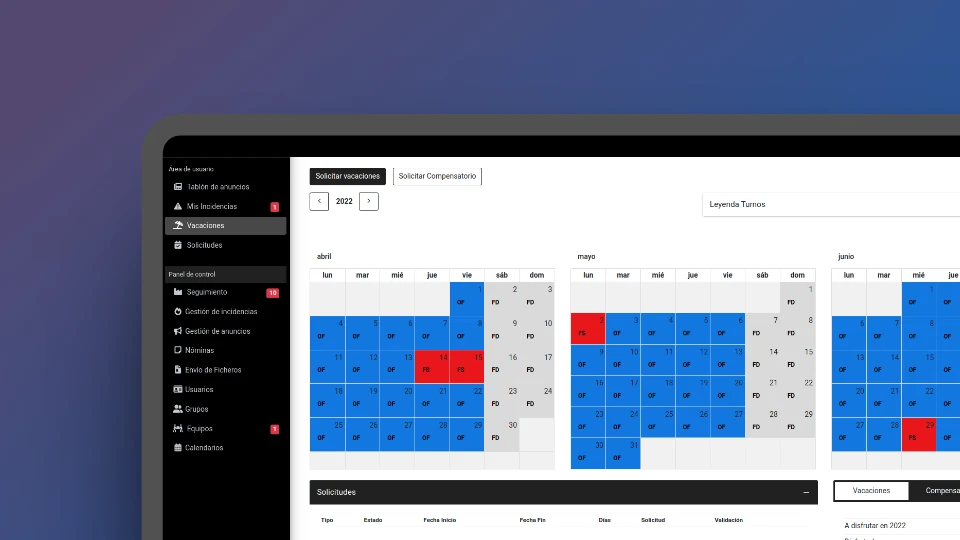 Área de usuario
Tablón de anuncios
Mis Incidencias 1
Vacaciones
Solicitudes
Panel de control
Seguimiento 10
Gestión de incidencias
Gestión de anuncios
Nóminas
Envío de Ficheros
Usuarios
Grupos
Equipos 1
Calendarios
Solicitar vacaciones Solicitar Compensatorio
< 2022 >
Leyenda Turnos
abril
lun mar mié jue vie sáb dom
1 2 3
OF FD FD
4 5 6 7 8 9 10
OF OF OF OF OF FD FD
11 12 13 14 15 16 17
OF OF OF FS FS FD FD
18 19 20 21 22 23 24
OF OF OF OF OF FD FD
25 26 27 28 29 30
OF OF OF OF OF FD
mayo
lun mar mié jue vie sáb dom
1
FD
2 3 4 5 6 7 8
FS OF OF OF OF FD FD
9 10 11 12 13 14 15
OF OF OF OF OF FD FD
16 17 18 19 20 21 22
OF OF OF OF OF FD FD
23 24 25 26 27 28 29
OF OF OF OF OF FD FD
30 31
OF OF
junio
lun mar mié jue
1
OF OF
6 7 8
OF OF OF OF
13 14 15
OF OF OF OF
20 21 22
OF OF OF OF
27 28 29
OF OF FS OF
Solicitudes –
Tipo Estado Fecha Inicio Fecha Fin Días Solicitud Validación
Vacaciones Compensa
A disfrutar en 2022